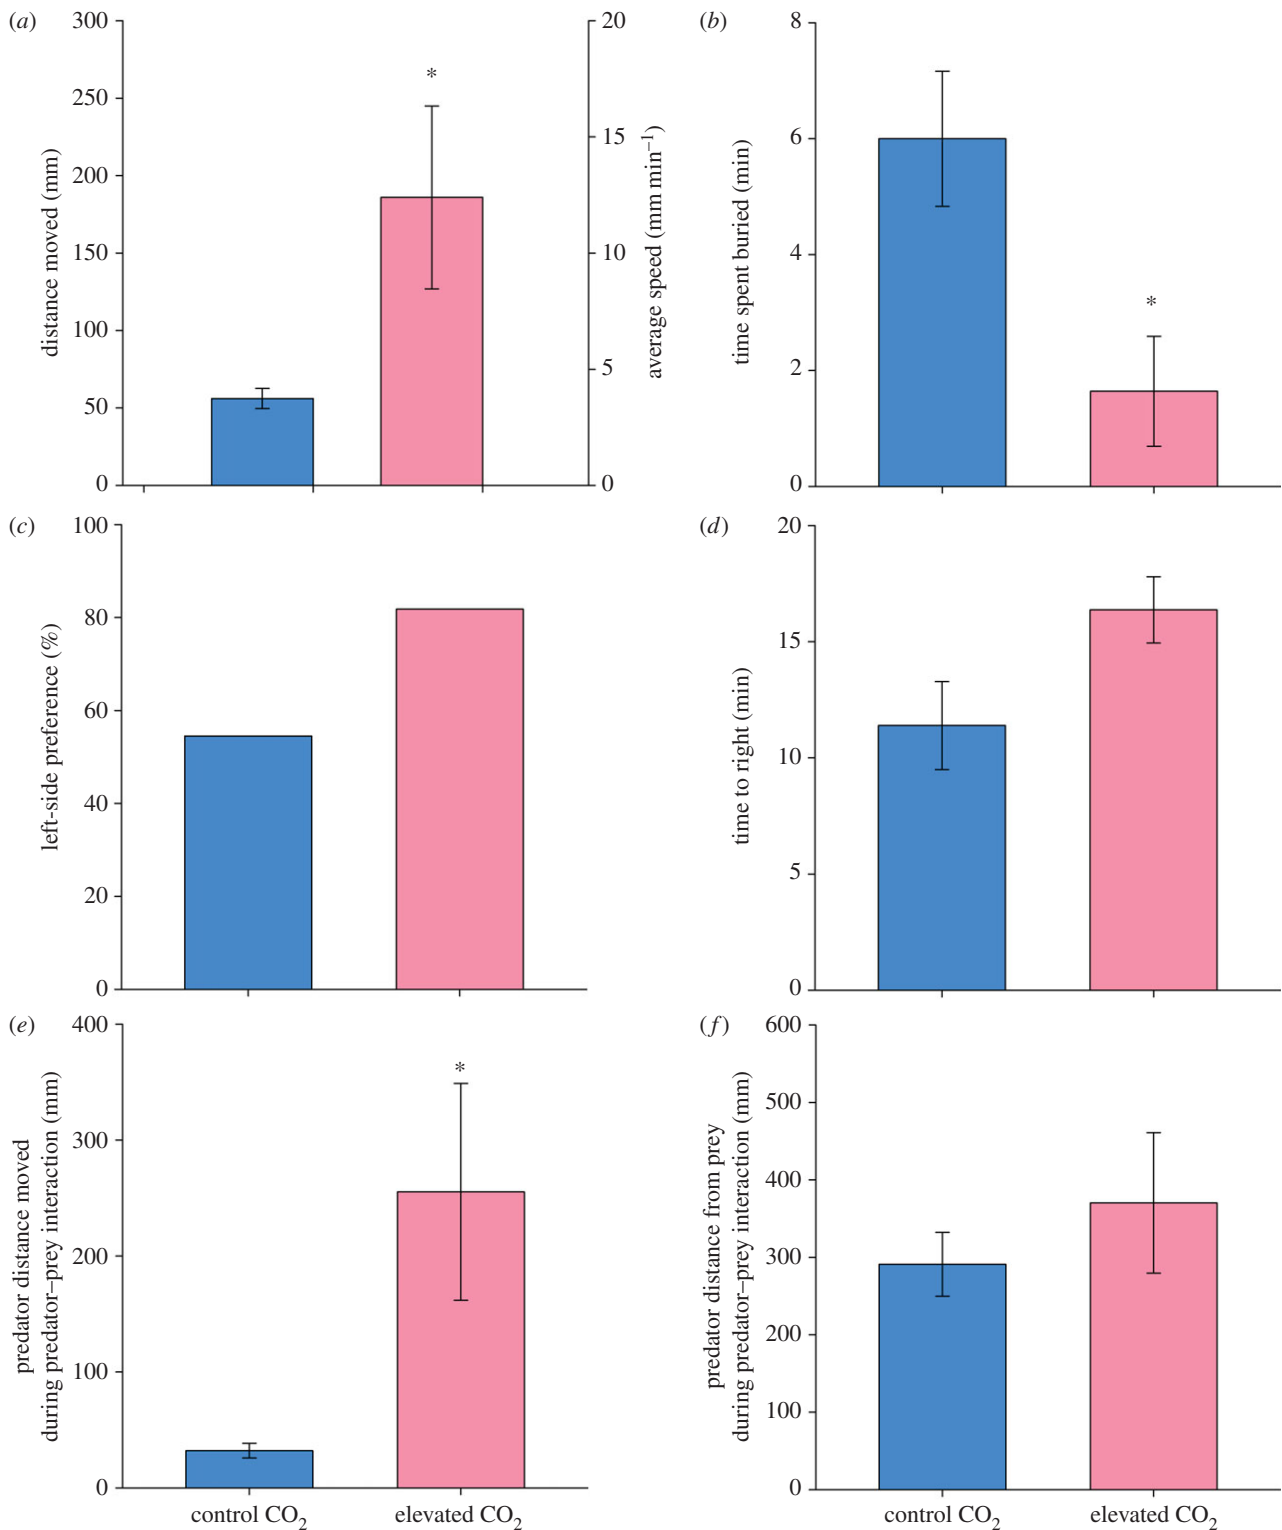 (a)
300
250
200
150
100
50
0
distance moved (mm)
*
20
15
10
5
0
average speed (mm min⁻¹)
(b)
8
6
4
2
0
time spent buried (min)
*
(c)
100
80
60
40
20
0
left-side preference (%)
(d)
20
15
10
5
0
time to right (min)
(e)
400
300
200
100
0
predator distance moved
during predator–prey interaction (mm)
*
control CO₂
elevated CO₂
(f)
600
500
400
300
200
100
0
predator distance from prey
during predator–prey interaction (mm)
control CO₂
elevated CO₂